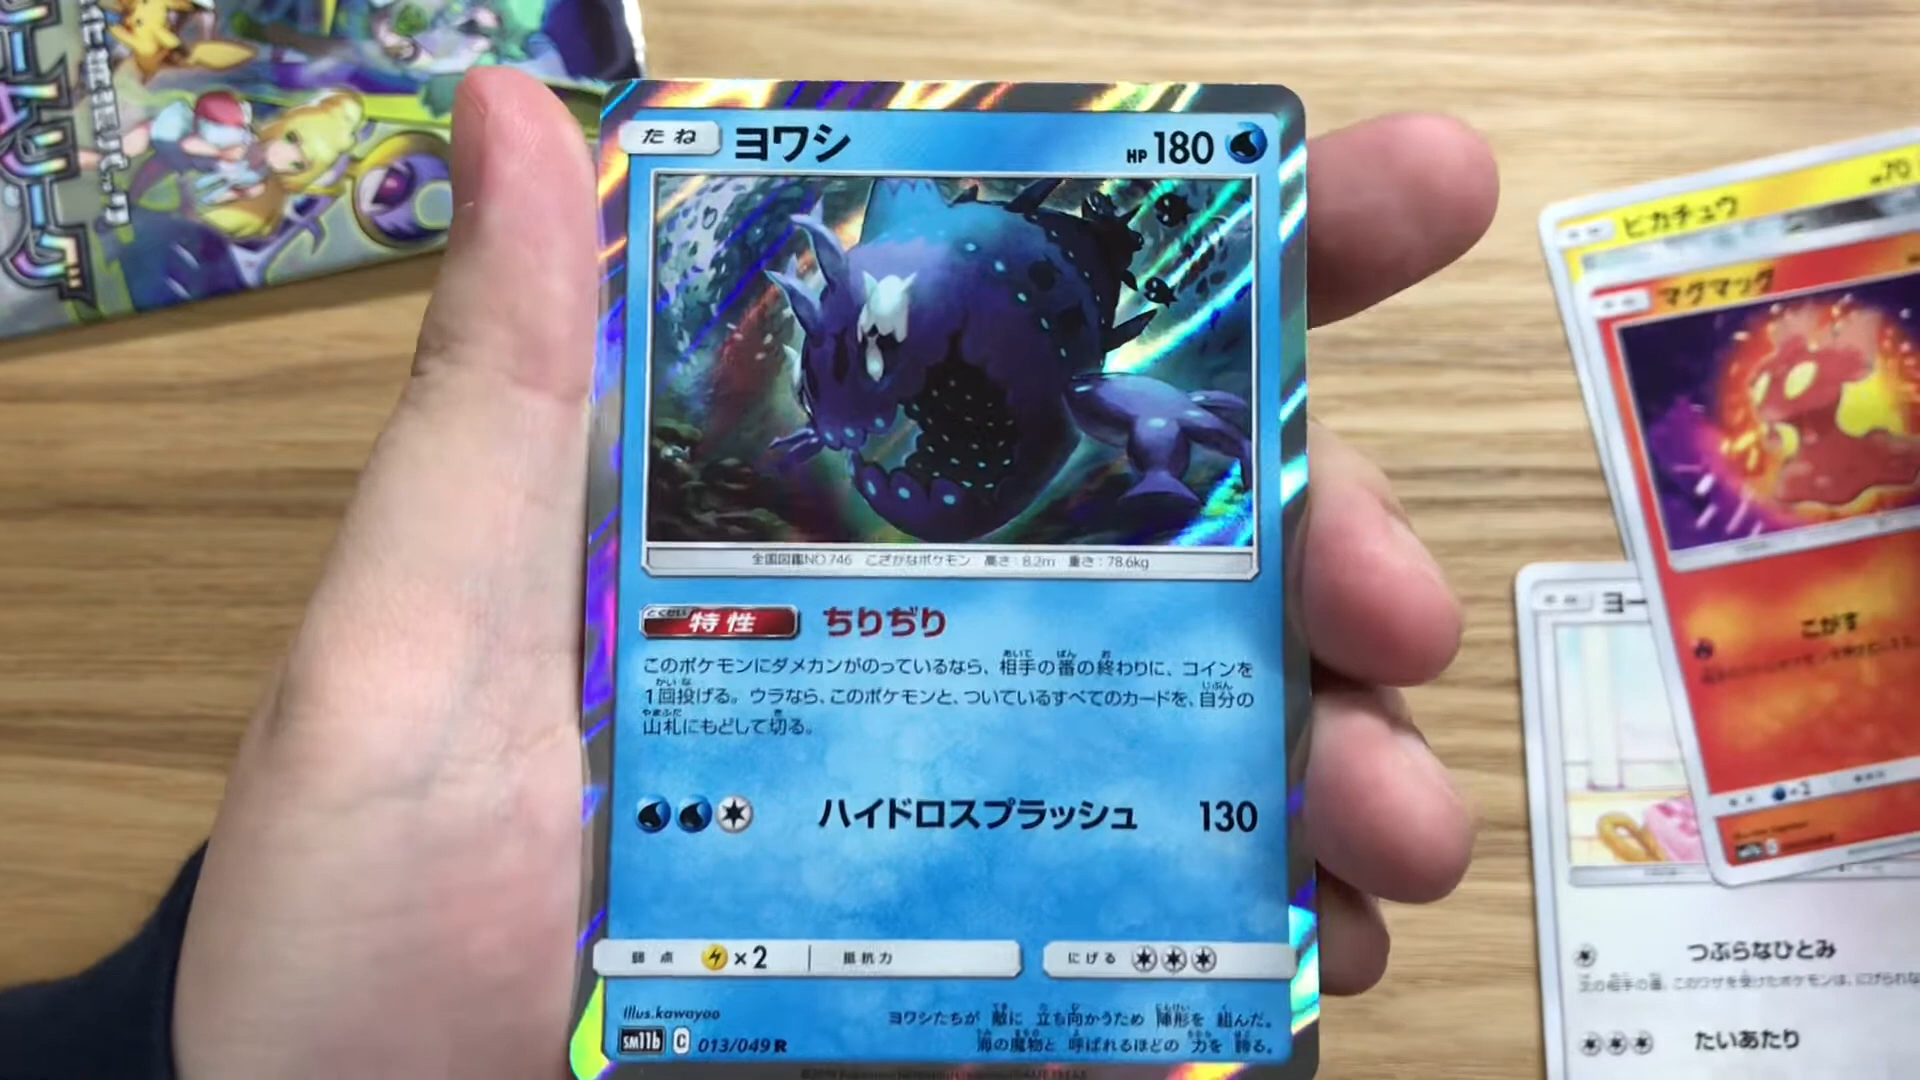 たね ヨワシ HP 180
全国図鑑NO.746 こざかなポケモン 高さ:8.2m 重さ:78.6kg
とくせい
特性 ちりぢり
このポケモンにダメカンがのっているなら、相手の番の終わりに、コインを
1回投げる。ウラなら、このポケモンと、ついているすべてのカードを、自分の
山札にもどして切る。
ハイドロスプラッシュ 130
弱点 ×2 抵抗力 にげる
Illus.kawayoo
ヨワシたちが 敵に 立ち向かうため 陣形を 組んだ。
海の魔物と 呼ばれるほどの 力を 誇る。
sm11b C 013/049 R
ピカチュウ 70
マグマッグ
こがす
×2
ヨー
つぶらなひとみ
たいあたり